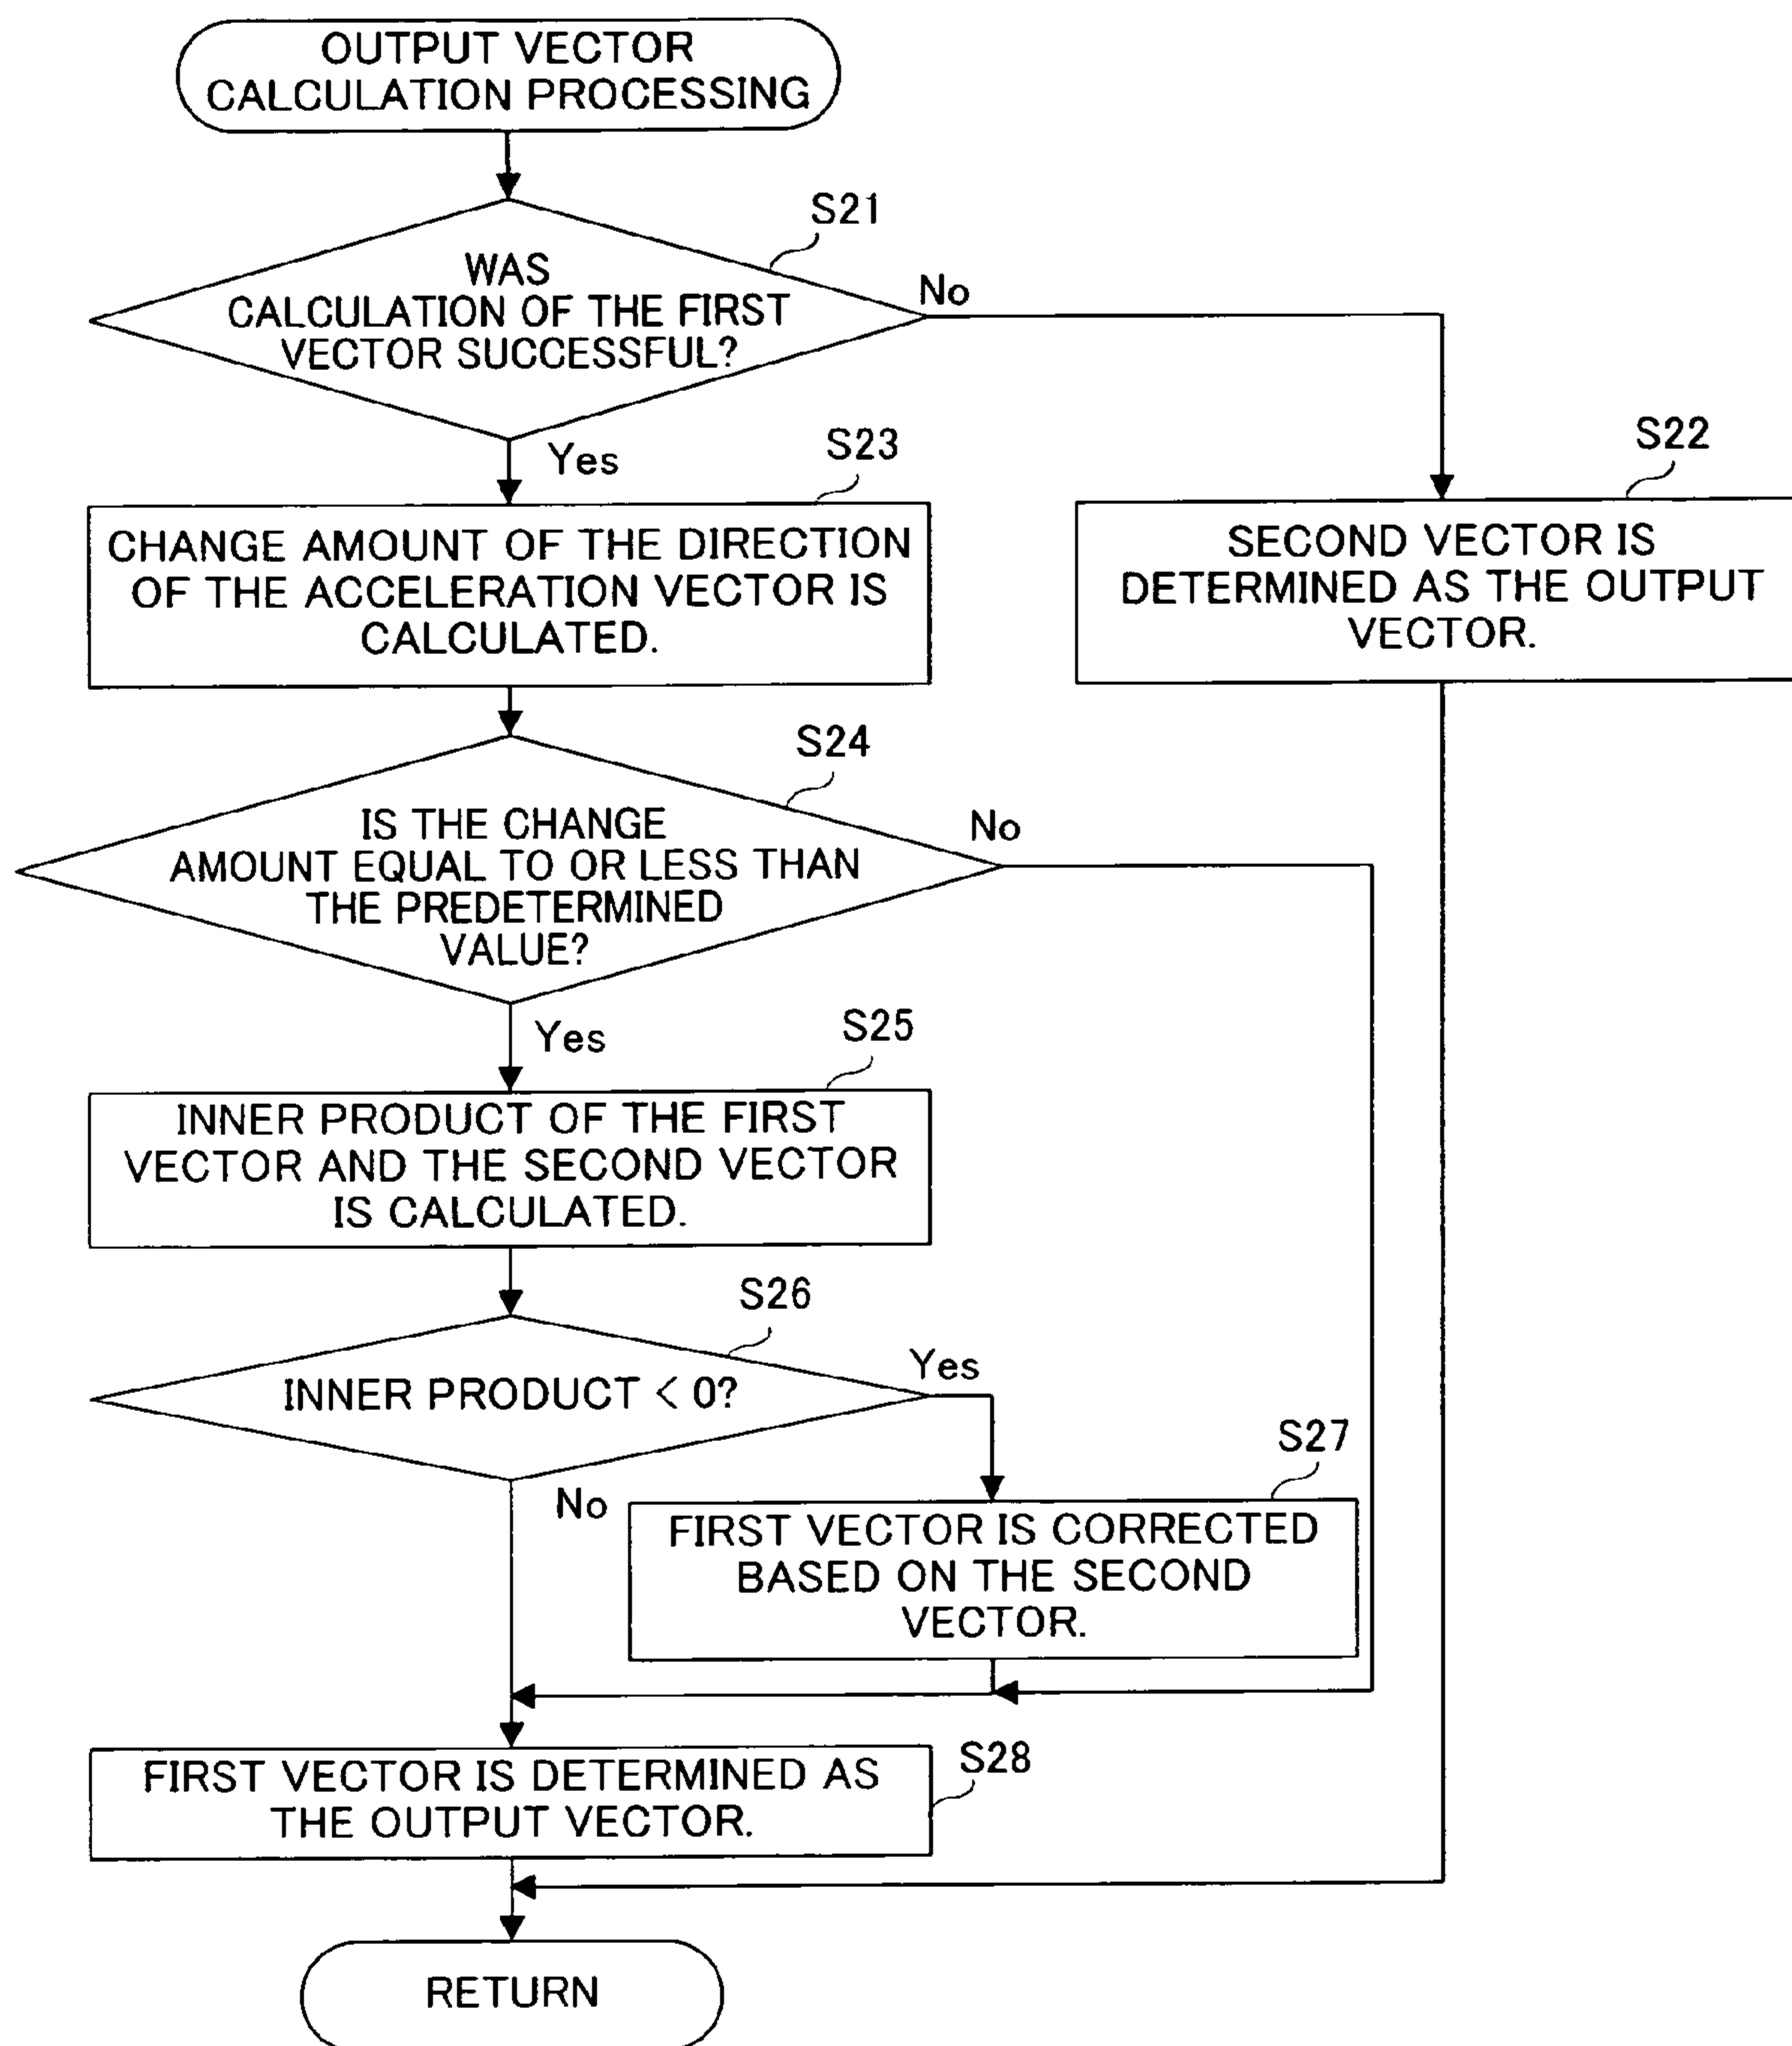 OUTPUT VECTOR
CALCULATION PROCESSING
S21
WAS
CALCULATION OF THE FIRST
VECTOR SUCCESSFUL?
No
Yes
S22
SECOND VECTOR IS
DETERMINED AS THE OUTPUT
VECTOR.
S23
CHANGE AMOUNT OF THE DIRECTION
OF THE ACCELERATION VECTOR IS
CALCULATED.
S24
IS THE CHANGE
AMOUNT EQUAL TO OR LESS THAN
THE PREDETERMINED
VALUE?
No
Yes
S25
INNER PRODUCT OF THE FIRST
VECTOR AND THE SECOND VECTOR
IS CALCULATED.
S26
INNER PRODUCT < 0?
Yes
No
S27
FIRST VECTOR IS CORRECTED
BASED ON THE SECOND
VECTOR.
FIRST VECTOR IS DETERMINED AS
THE OUTPUT VECTOR.
S28
RETURN